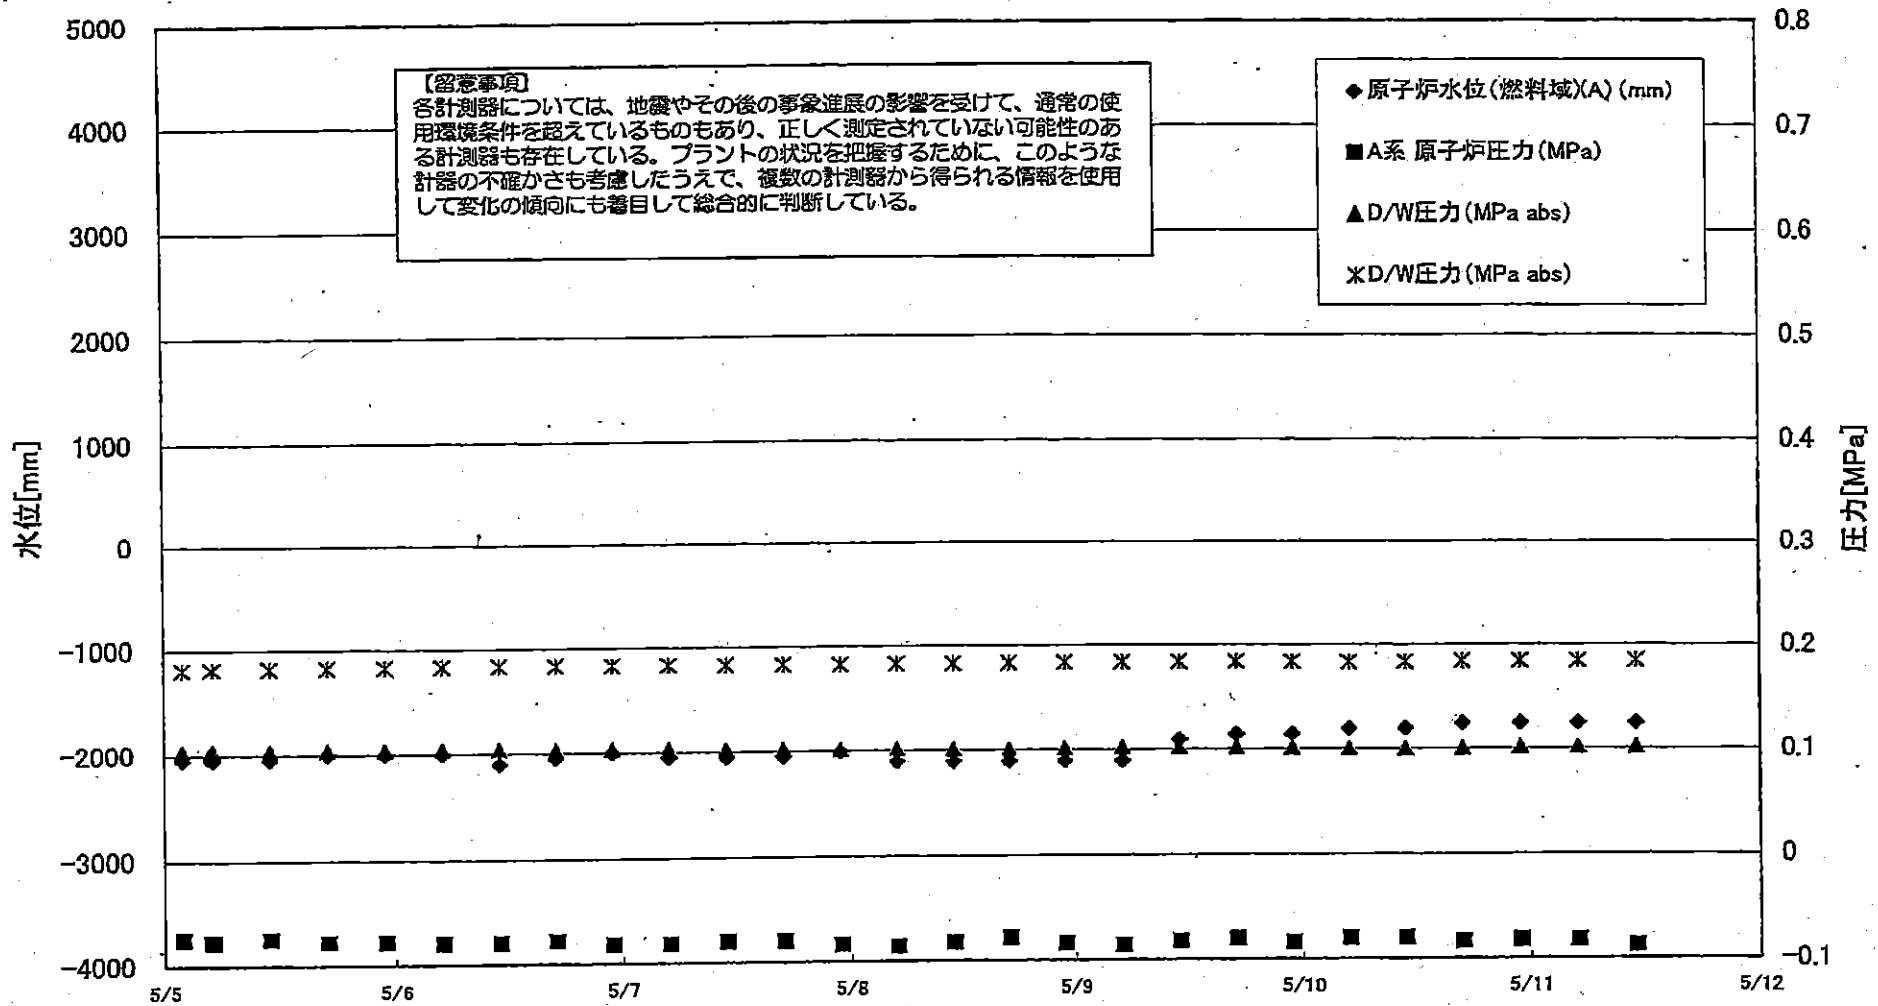 5000
4000
3000
2000
1000
0
-1000
-2000
-3000
-4000
水位[mm]
【留意事項】
各計測器については、地震やその後の事象進展の影響を受けて、通常の使
用環境条件を超えているものもあり、正しく測定されていない可能性のあ
る計測器も存在している。プラントの状況を把握するために、このような
計器の不確かさも考慮したうえで、複数の計測器から得られる情報を使用
して変化の傾向にも着目して総合的に判断している。
◆原子炉水位(燃料域)(A) (mm)
■A系 原子炉圧力(MPa)
▲D/W圧力(MPa abs)
*D/W圧力(MPa abs)
0.8
0.7
0.6
0.5
0.4
0.3
0.2
0.1
0
-0.1
圧力[MPa]
5/5
5/6
5/7
5/8
5/9
5/10
5/11
5/12